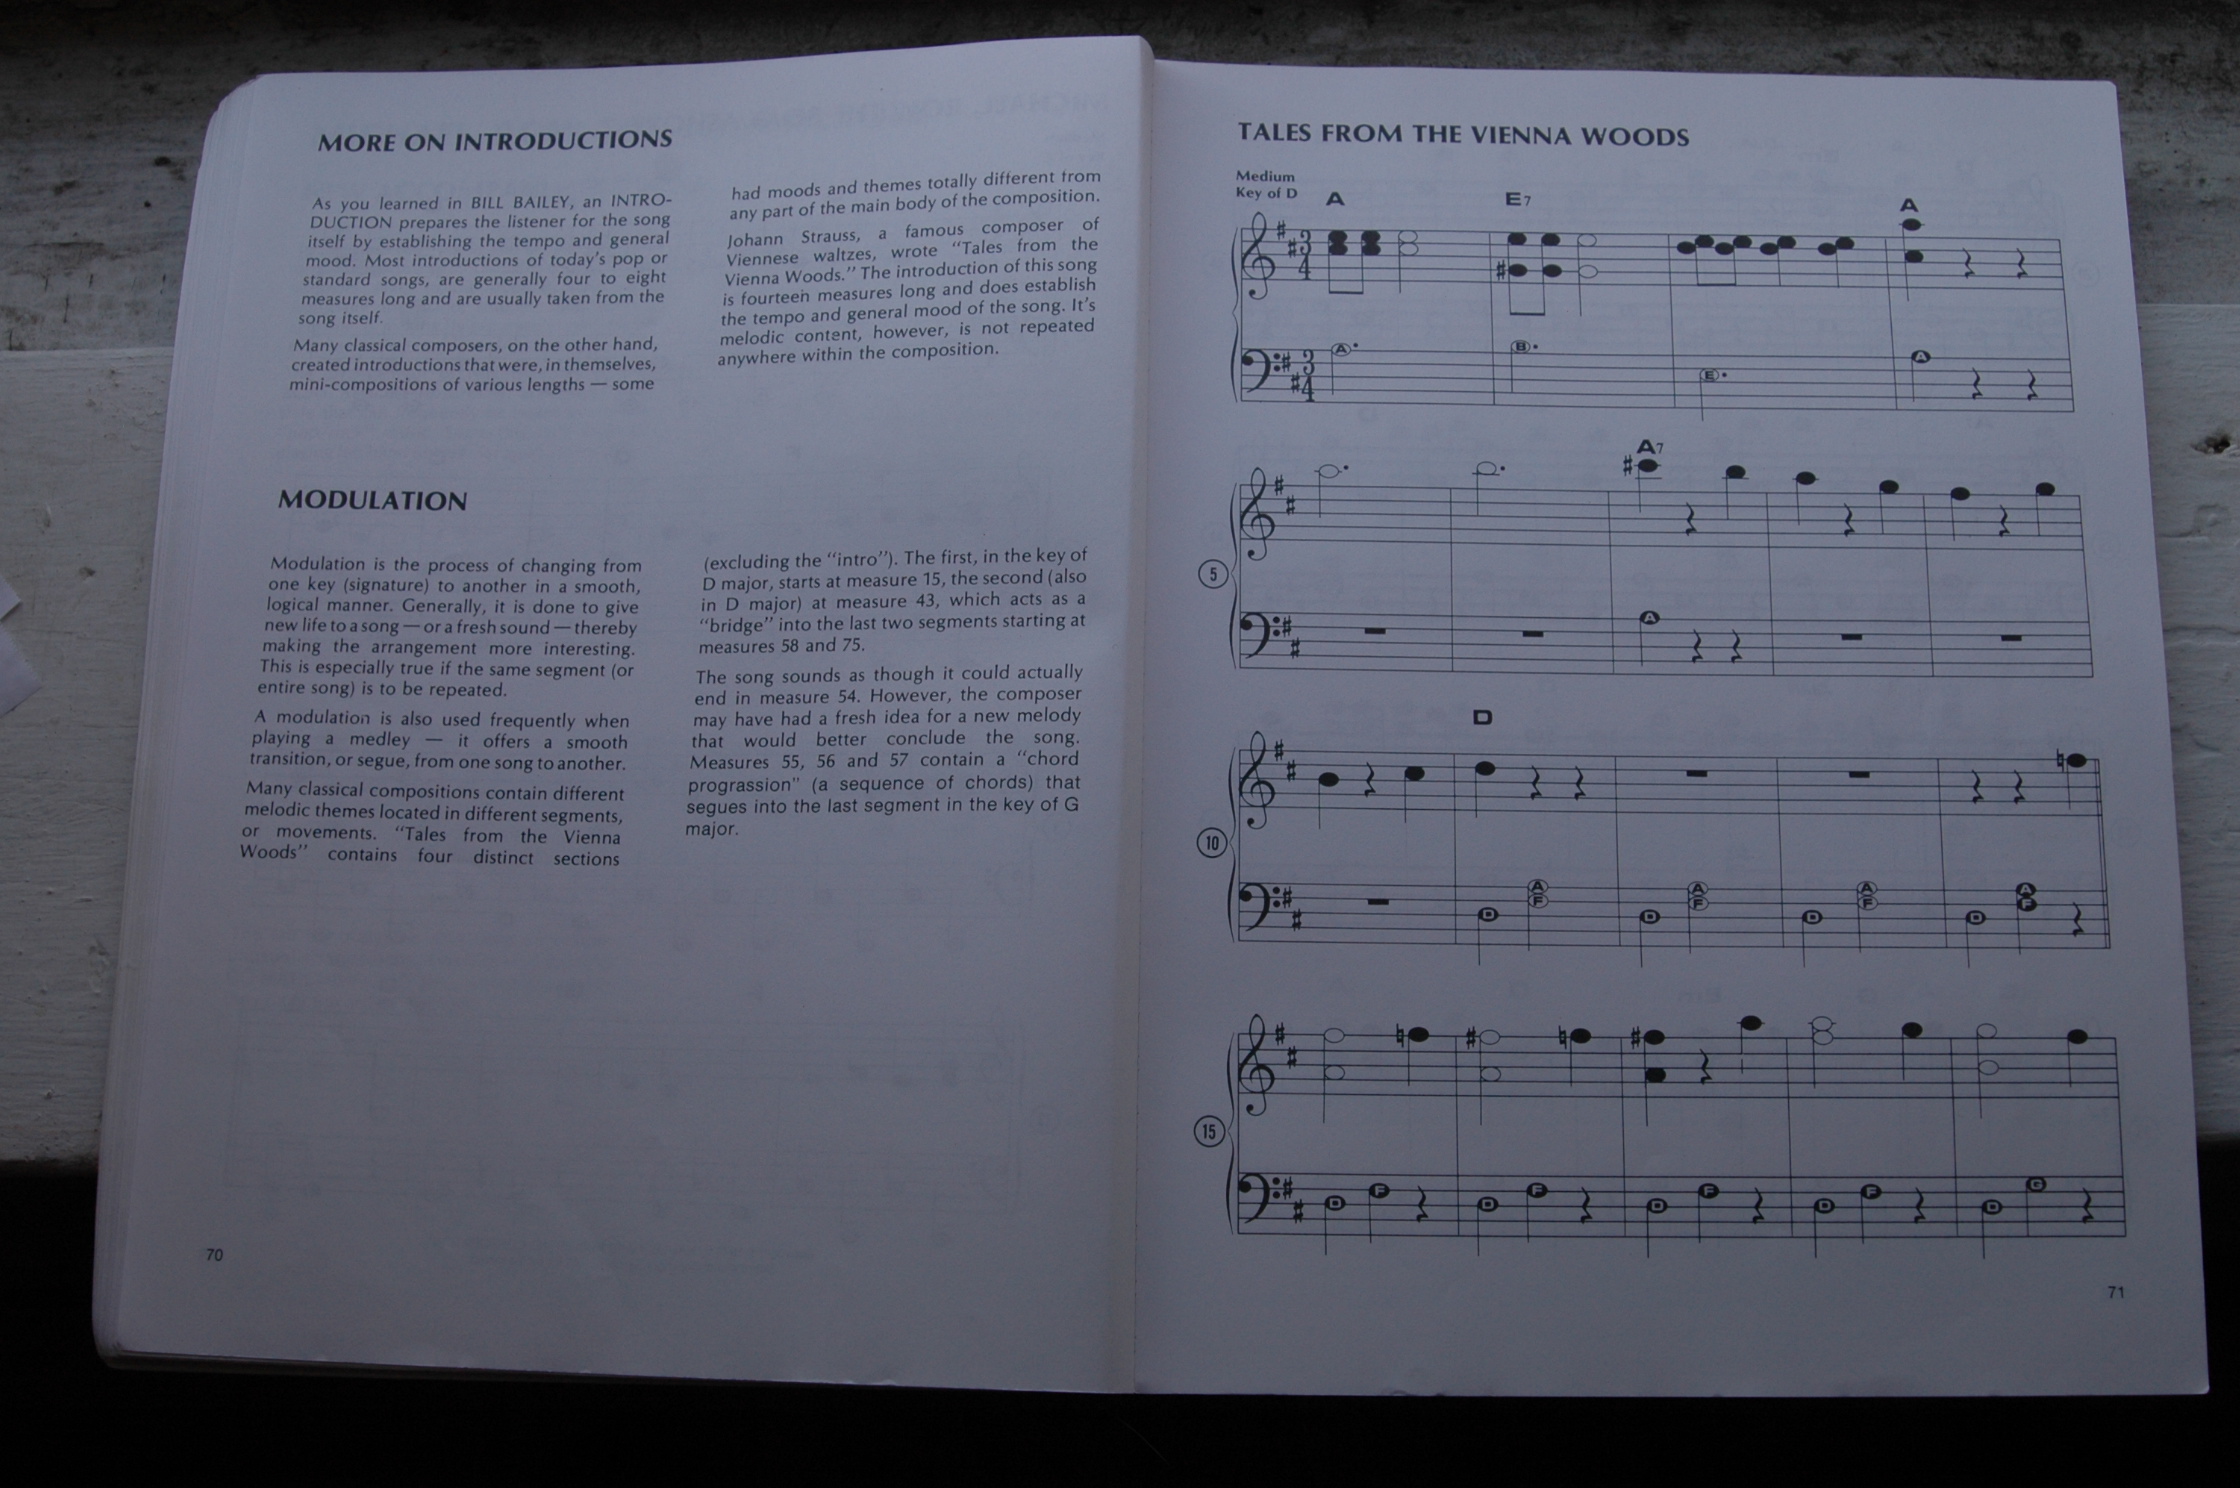 MORE ON INTRODUCTIONS
As you learned in BILL BAILEY, an INTRO-
DUCTION prepares the listener for the song
itself by establishing the tempo and general
mood. Most introductions of today's pop or
standard songs, are generally four to eight
measures long and are usually taken from the
song itself.
Many classical composers, on the other hand,
created introductions that were, in themselves,
mini-compositions of various lengths — some
had moods and themes totally different from
any part of the main body of the composition.
Johann Strauss, a famous composer of
Viennese waltzes, wrote "Tales from the
Vienna Woods." The introduction of this song
is fourteen measures long and does establish
the tempo and general mood of the song. It's
melodic content, however, is not repeated
anywhere within the composition.
MODULATION
Modulation is the process of changing from
one key (signature) to another in a smooth,
logical manner. Generally, it is done to give
new life to a song — or a fresh sound — thereby
making the arrangement more interesting.
This is especially true if the same segment (or
entire song) is to be repeated.
A modulation is also used frequently when
playing a medley — it offers a smooth
transition, or segue, from one song to another.
Many classical compositions contain different
melodic themes located in different segments,
or movements. "Tales from the Vienna
Woods" contains four distinct sections
(excluding the "intro"). The first, in the key of
D major, starts at measure 15, the second (also
in D major) at measure 43, which acts as a
"bridge" into the last two segments starting at
measures 58 and 75.
The song sounds as though it could actually
end in measure 54. However, the composer
may have had a fresh idea for a new melody
that would better conclude the song.
Measures 55, 56 and 57 contain a "chord
prograssion" (a sequence of chords) that
segues into the last segment in the key of G
major.
70
TALES FROM THE VIENNA WOODS
Medium
Key of D A E7 A
3 4
A B E A
3 4
A7
5
A
D
10
A A A A
D F D F D F D F
15
D F D F D F D F D G
71